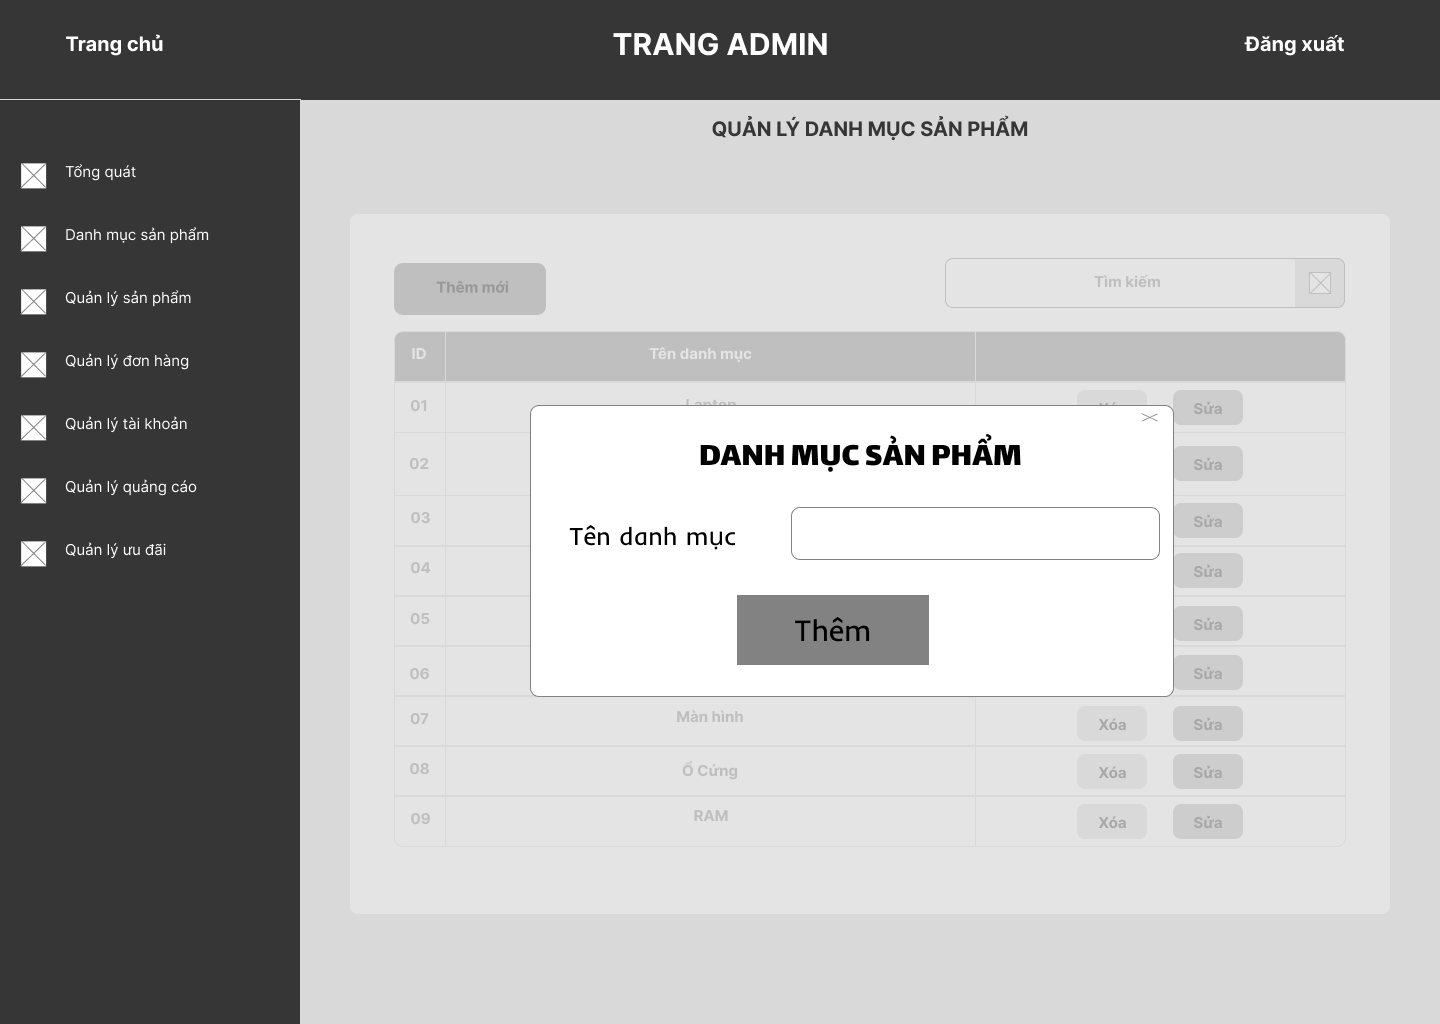 Trang chủ
TRANG ADMIN
Đăng xuất
QUẢN LÝ DANH MỤC SẢN PHẨM
Tổng quát
Danh mục sản phẩm
Quản lý sản phẩm
Quản lý đơn hàng
Quản lý tài khoản
Quản lý quảng cáo
Quản lý ưu đãi
Thêm mới
Tìm kiếm
ID
Tên danh mục
01
Laptop
Sửa
02
Sửa
03
Sửa
04
Sửa
05
Sửa
06
Sửa
DANH MỤC SẢN PHẨM
Tên danh mục
Thêm
07
Màn hình
Xóa
Sửa
08
Ổ Cứng
Xóa
Sửa
09
RAM
Xóa
Sửa